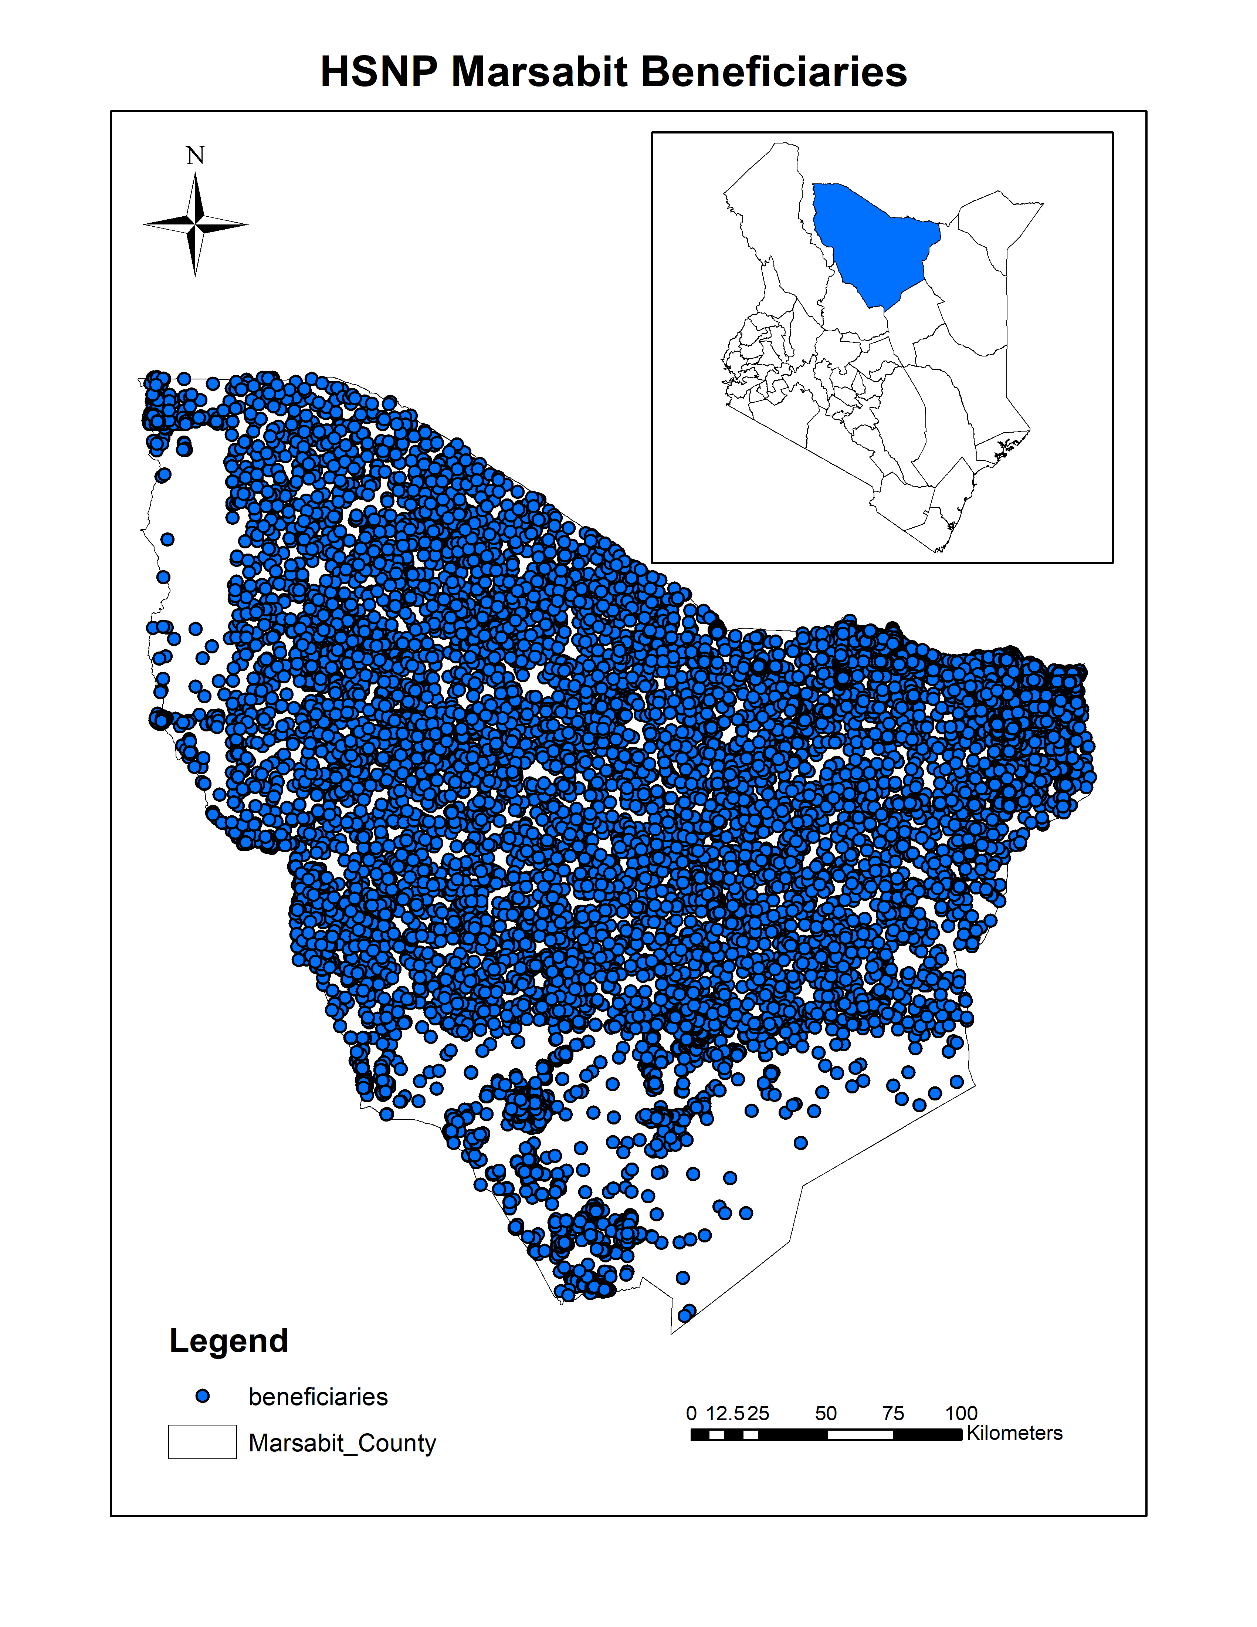 HSNP Marsabit Beneficiaries
N
Legend
beneficiaries
Marsabit_County
0 12.5 25 50 75 100
Kilometers